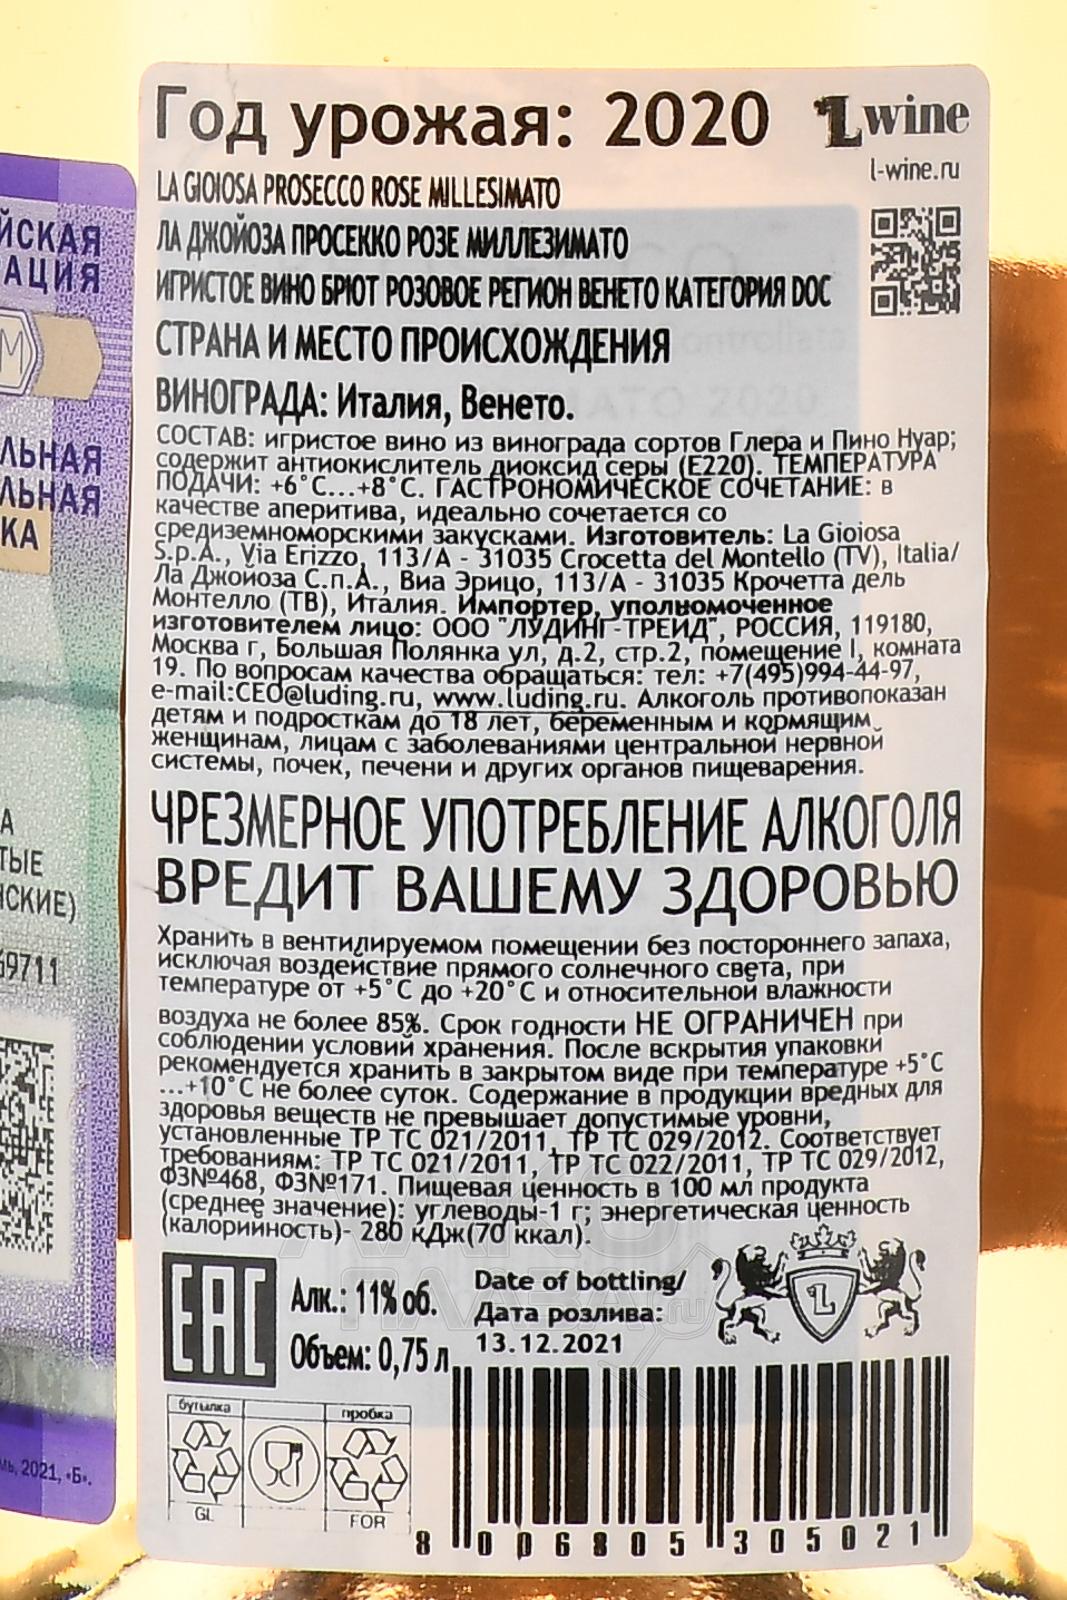 Год урожая: 2020
Lwine
l-wine.ru
LA GIOIOSA PROSECCO ROSE MILLESIMATO
ЛА ДЖОЙОЗА ПРОСЕККО РОЗЕ МИЛЛЕЗИМАТО
ИГРИСТОЕ ВИНО БРЮТ РОЗОВОЕ РЕГИОН ВЕНЕТО КАТЕГОРИЯ DOC
СТРАНА И МЕСТО ПРОИСХОЖДЕНИЯ
ВИНОГРАДА: Италия, Венето.
СОСТАВ: игристое вино из винограда сортов Глера и Пино Нуар;
содержит антиокислитель диоксид серы (Е220). ТЕМПЕРАТУРА
ПОДАЧИ: +6°С...+8°С. ГАСТРОНОМИЧЕСКОЕ СОЧЕТАНИЕ: в
качестве аперитива, идеально сочетается со
средиземноморскими закусками. Изготовитель: La Gioiosa
S.p.A., Via Erizzo, 113/A - 31035 Crocetta del Montello (TV), Italia/
Ла Джойоза С.п.А., Виа Эрицо, 113/А - 31035 Крочетта дель
Монтелло (ТВ), Италия. Импортер, уполномоченное
изготовителем лицо: ООО "ЛУДИНГ-ТРЕЙД", РОССИЯ, 119180,
Москва г, Большая Полянка ул, д.2, стр.2, помещение I, комната
19. По вопросам качества обращаться: тел: +7(495)994-44-97,
e-mail:CEO@luding.ru, www.luding.ru. Алкоголь противопоказан
детям и подросткам до 18 лет, беременным и кормящим
женщинам, лицам с заболеваниями центральной нервной
системы, почек, печени и других органов пищеварения.
ЧРЕЗМЕРНОЕ УПОТРЕБЛЕНИЕ АЛКОГОЛЯ
ВРЕДИТ ВАШЕМУ ЗДОРОВЬЮ
Хранить в вентилируемом помещении без постороннего запаха,
исключая воздействие прямого солнечного света, при
температуре от +5°С до +20°С и относительной влажности
воздуха не более 85%. Срок годности НЕ ОГРАНИЧЕН при
соблюдении условий хранения. После вскрытия упаковки
рекомендуется хранить в закрытом виде при температуре +5°С
...+10°С не более суток. Содержание в продукции вредных для
здоровья веществ не превышает допустимые уровни,
установленные ТР ТС 021/2011, ТР ТС 029/2012. Соответствует
требованиям: ТР ТС 021/2011, ТР ТС 022/2011, ТР ТС 029/2012,
ФЗ№468, ФЗ№171. Пищевая ценность в 100 мл продукта
(среднее значение): углеводы-1 г; энергетическая ценность
(калорийность)- 280 кДж(70 ккал).
EAC
Алк.: 11% об.
Объем: 0,75 л
Date of bottling/
Дата розлива:
13.12.2021
L
бутылка
пробка
GL
FOR
8 006805 305021
ЙСКАЯ
АЦИЯ
М
ЛЬНАЯ
ЛЬНАЯ
КА
А
ТЫЕ
НСКИЕ)
69711
мь, 2021, «Б».